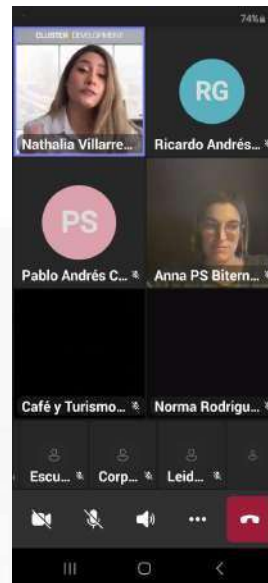 74%
CLUSTER DEVELOPMENT
Nathalia Villarre...
RG
Ricardo Andrés...
PS
Pablo Andrés C...
Anna PS Bitern...
Café y Turismo...
Norma Rodrigu...
Escu...
Corp...
Leid...